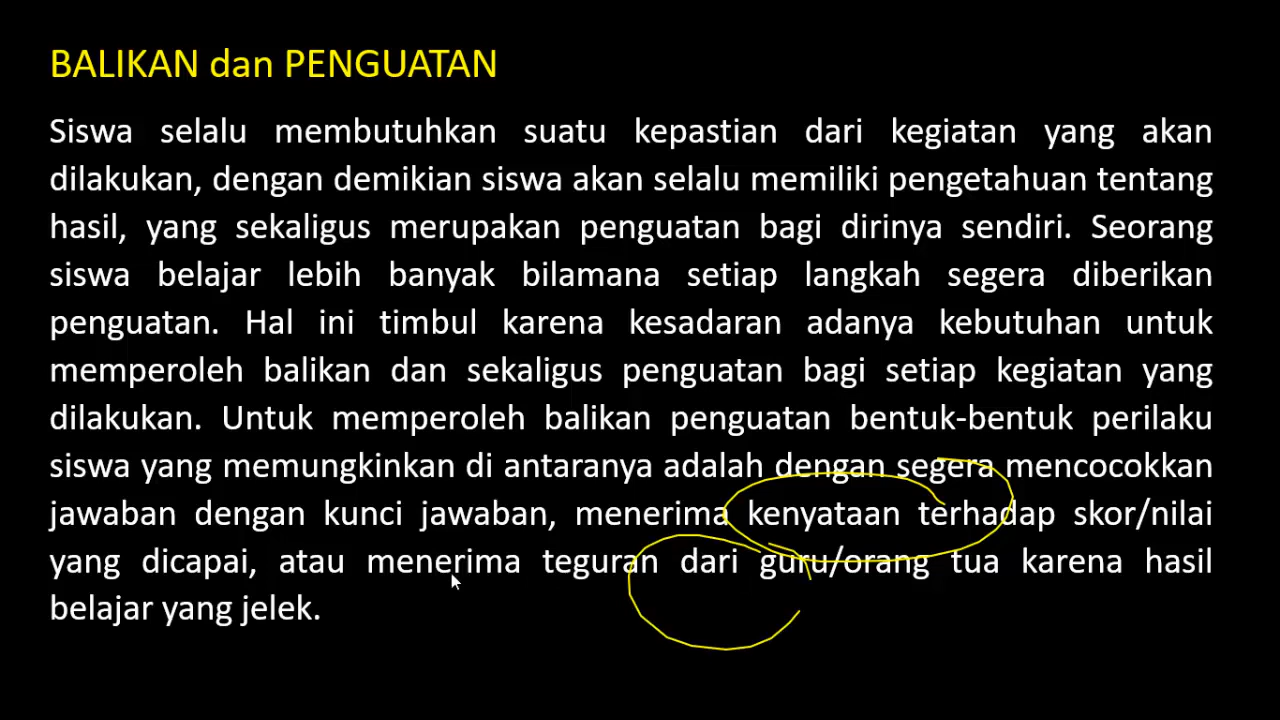 BALIKAN dan PENGUATAN
Siswa selalu membutuhkan suatu kepastian dari kegiatan yang akan
dilakukan, dengan demikian siswa akan selalu memiliki pengetahuan tentang
hasil, yang sekaligus merupakan penguatan bagi dirinya sendiri. Seorang
siswa belajar lebih banyak bilamana setiap langkah segera diberikan
penguatan. Hal ini timbul karena kesadaran adanya kebutuhan untuk
memperoleh balikan dan sekaligus penguatan bagi setiap kegiatan yang
dilakukan. Untuk memperoleh balikan penguatan bentuk-bentuk perilaku
siswa yang memungkinkan di antaranya adalah dengan segera mencocokkan
jawaban dengan kunci jawaban, menerima kenyataan terhadap skor/nilai
yang dicapai, atau menerima teguran dari guru/orang tua karena hasil
belajar yang jelek.